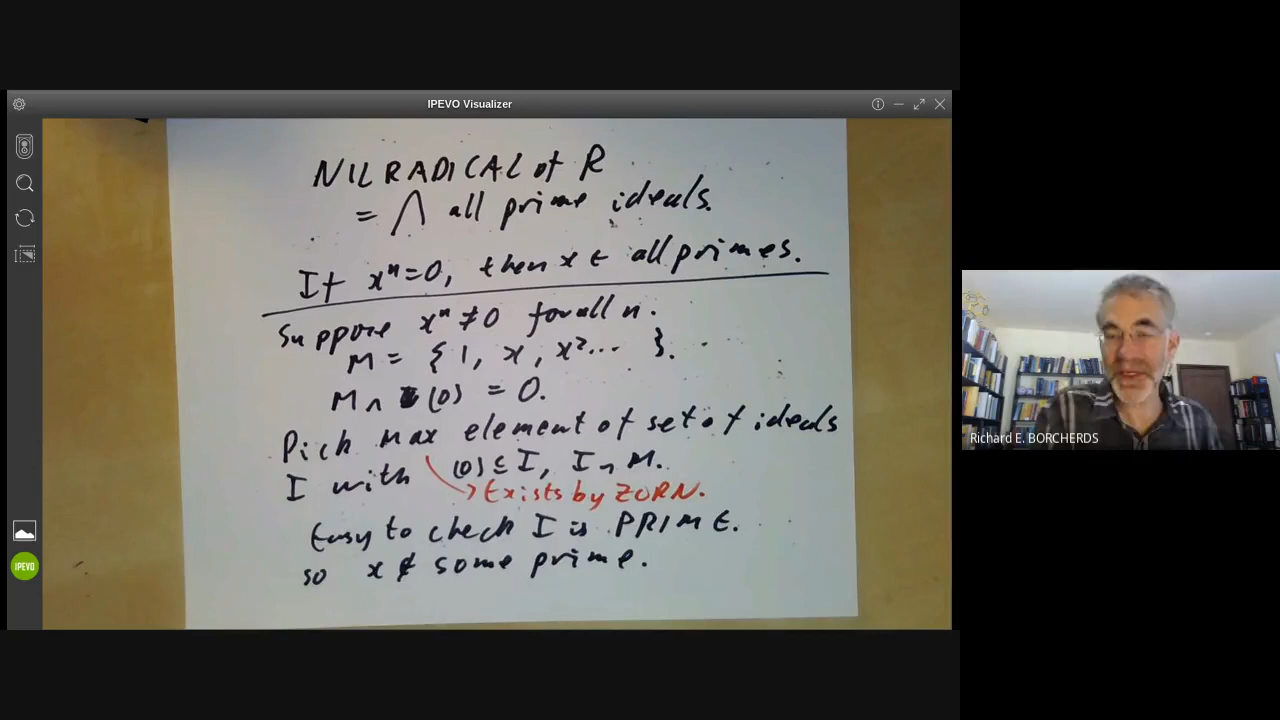 IPEVO Visualizer
NILRADICAL of R
= ∩ all prime ideals.
If xⁿ=0, then x ∈ all primes.
Suppose xⁿ ≠ 0 for all n.
M = { 1, x, x² ... }.
M ∩ (0) = 0.
Pick max element of set of ideals
I with (0) ⊆ I, I ∩ M.
→ Exists by ZORN.
Easy to check I is PRIME.
so x ∉ some prime.
IPEVO
Richard E. BORCHERDS